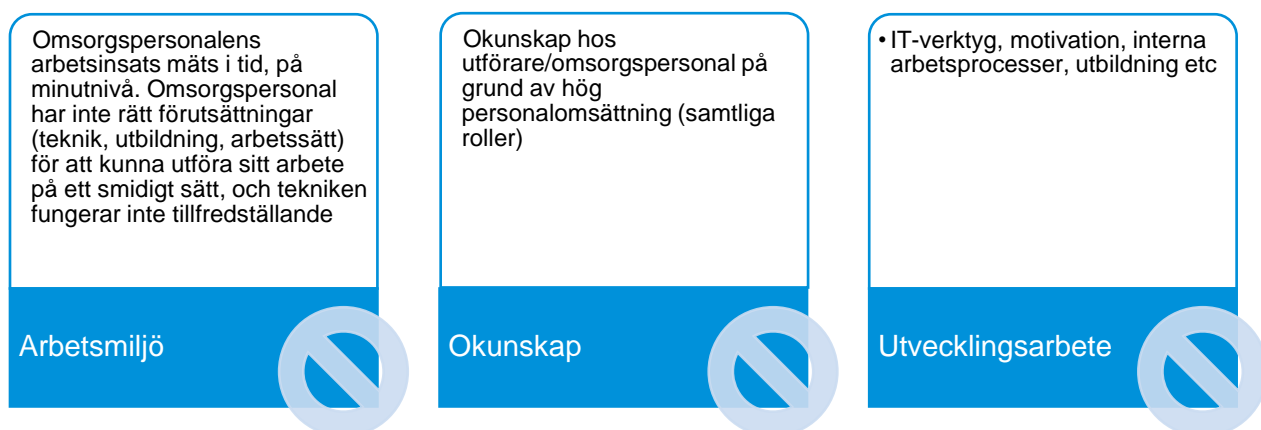 Omsorgspersonalens
arbetsinsats mäts i tid, på
minutnivå. Omsorgspersonal
har inte rätt förutsättningar
(teknik, utbildning, arbetssätt)
för att kunna utföra sitt arbete
på ett smidigt sätt, och tekniken
fungerar inte tillfredställande
Arbetsmiljö
Okunskap hos
utförare/omsorgspersonal på
grund av hög
personalomsättning (samtliga
roller)
Okunskap
• IT-verktyg, motivation, interna
arbetsprocesser, utbildning etc
Utvecklingsarbete